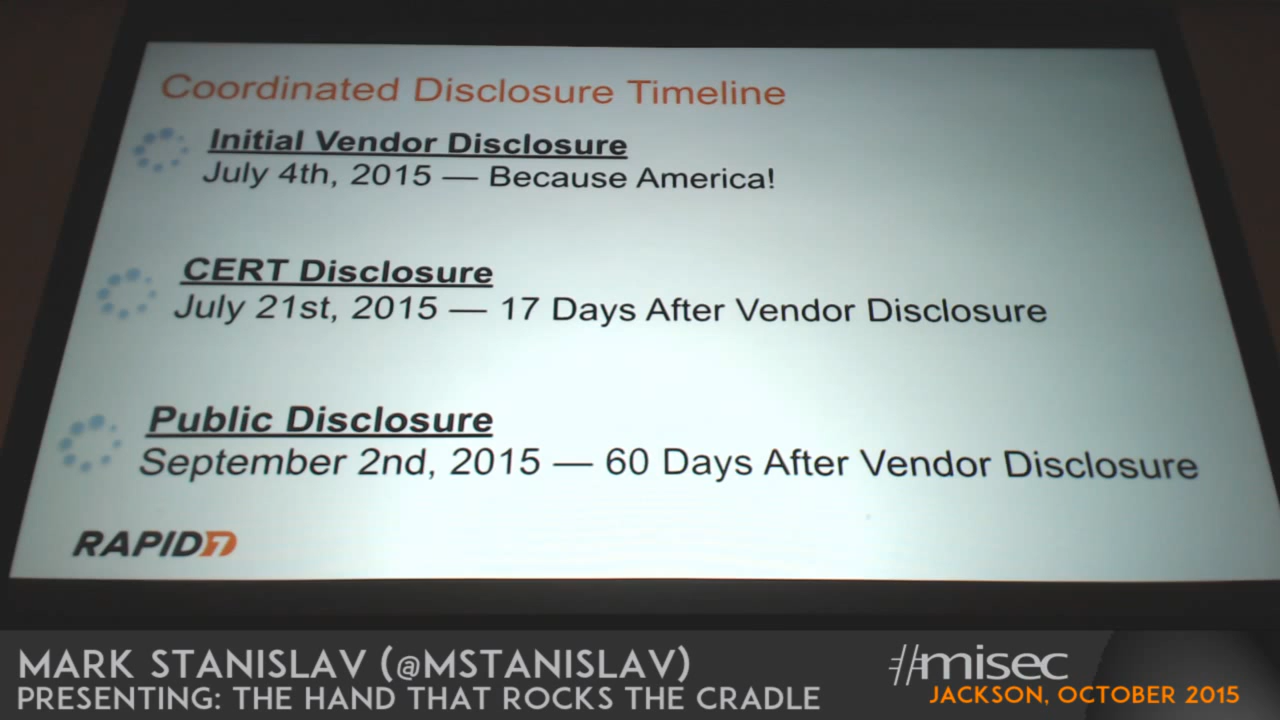 Coordinated Disclosure Timeline
Initial Vendor Disclosure
July 4th, 2015 — Because America!
CERT Disclosure
July 21st, 2015 — 17 Days After Vendor Disclosure
Public Disclosure
September 2nd, 2015 — 60 Days After Vendor Disclosure
RAPID7
MARK STANISLAV (@MSTANISLAV)
PRESENTING: THE HAND THAT ROCKS THE CRADLE
#misec
JACKSON, OCTOBER 2015